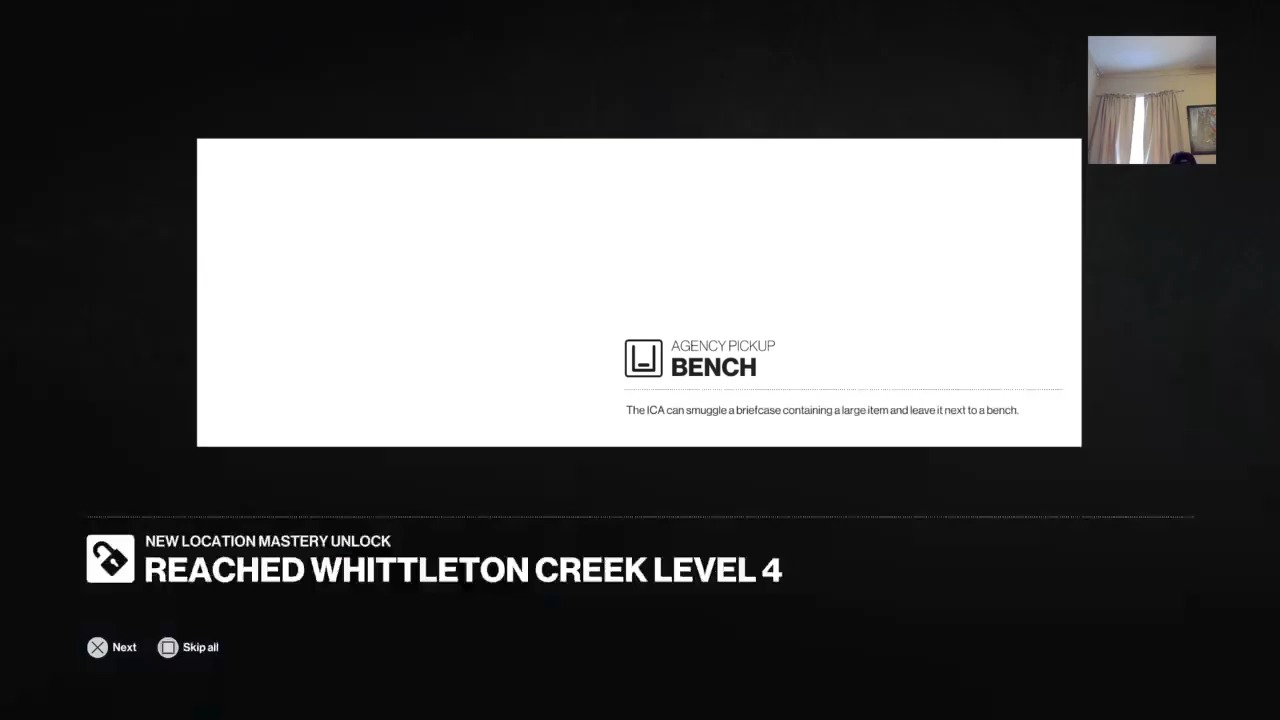 AGENCY PICKUP
BENCH
The ICA can smuggle a briefcase containing a large item and leave it next to a bench.
NEW LOCATION MASTERY UNLOCK
REACHED WHITTLETON CREEK LEVEL 4
Next
Skip all